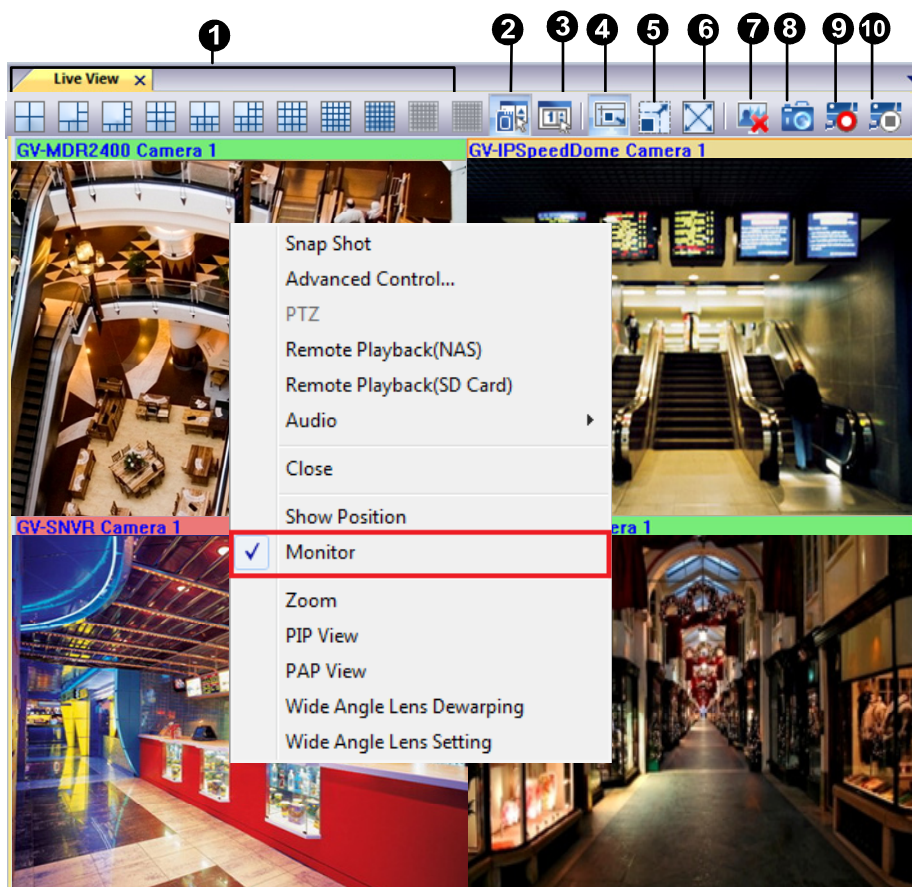 1 2 3 4 5 6 7 8 9 10
Live View x
GV-MDR2400 Camera 1
GV-IPSpeedDome Camera 1
Snap Shot
Advanced Control...
PTZ
Remote Playback(NAS)
Remote Playback(SD Card)
Audio
Close
Show Position
GV-SNVR Camera 1
era 1
Monitor
Zoom
PIP View
PAP View
Wide Angle Lens Dewarping
Wide Angle Lens Setting